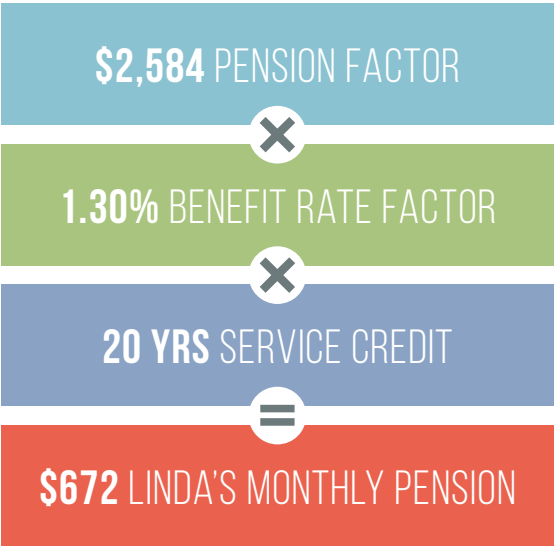 $2,584 PENSION FACTOR
×
1.30% BENEFIT RATE FACTOR
×
20 YRS SERVICE CREDIT
=
$672 LINDA'S MONTHLY PENSION